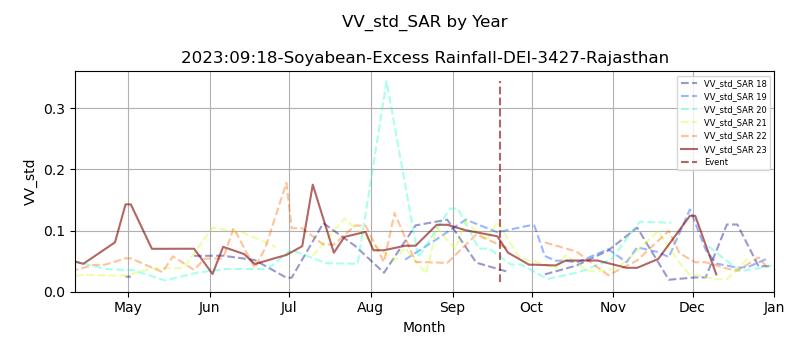 VV_std_SAR by Year
2023:09:18-Soyabean-Excess Rainfall-DEI-3427-Rajasthan
VV_std
0.3
0.2
0.1
0.0
VV_std_SAR 18
VV_std_SAR 19
VV_std_SAR 20
VV_std_SAR 21
VV_std_SAR 22
VV_std_SAR 23
Event
May Jun Jul Aug Sep Oct Nov Dec Jan
Month